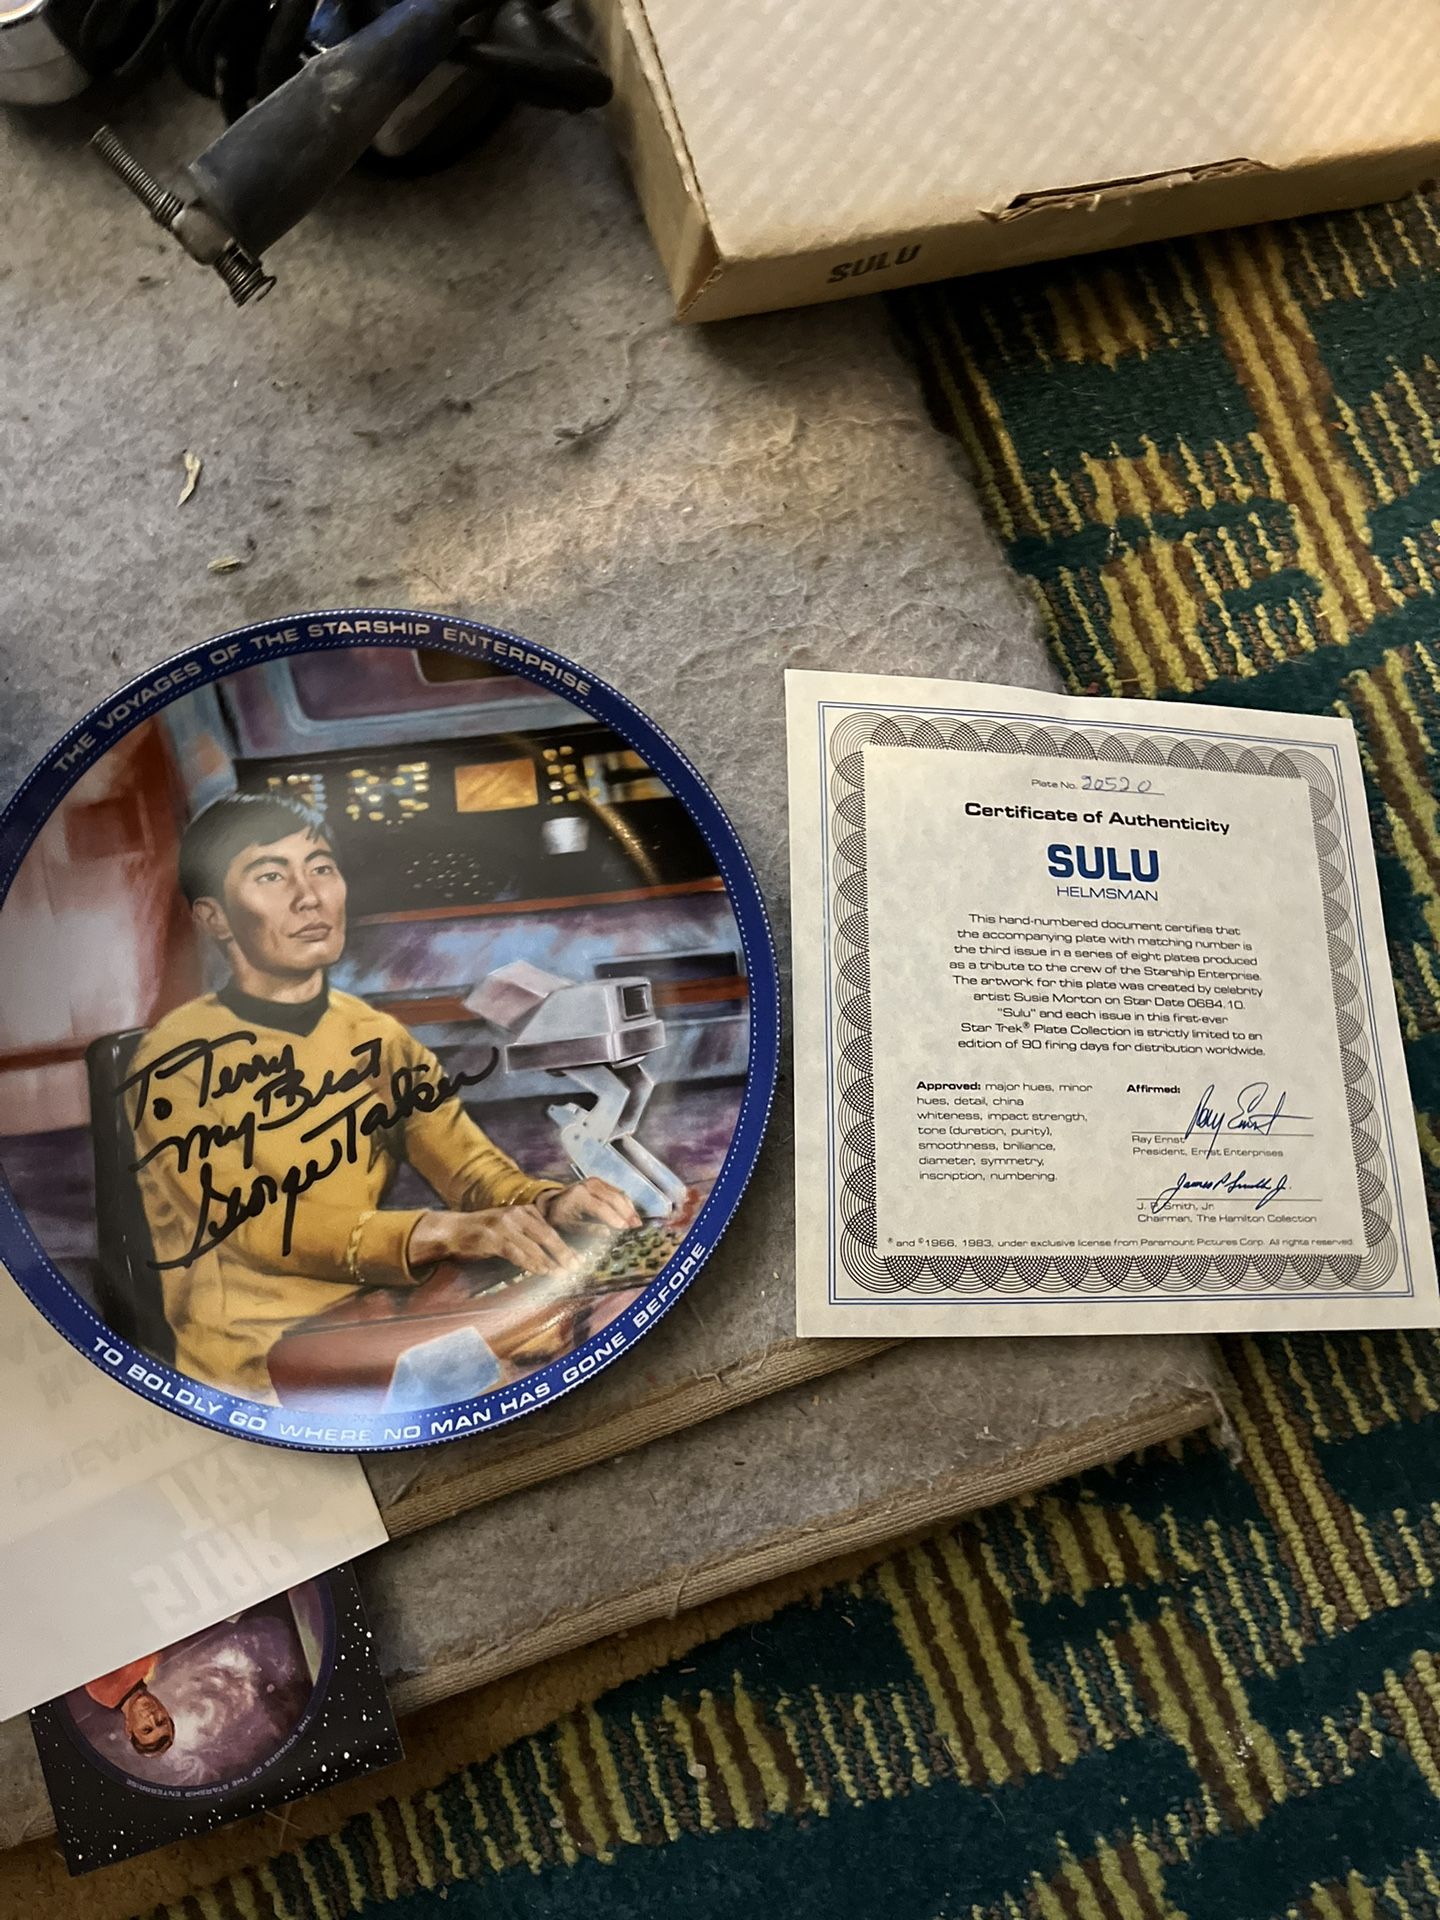 SULU
THE VOYAGES OF THE STARSHIP ENTERPRISE
To Terry
My Best
George Takei
TO BOLDLY GO WHERE NO MAN HAS GONE BEFORE
Plate No. 20520
Certificate of Authenticity
SULU
HELMSMAN
This hand-numbered document certifies that
the accompanying plate with matching number is
the third issue in a series of eight plates produced
as a tribute to the crew of the Starship Enterprise.
The artwork for this plate was created by celebrity
artist Susie Morton on Star Date 0684.10.
"Sulu" and each issue in this first-ever
Star Trek® Plate Collection is strictly limited to an
edition of 90 firing days for distribution worldwide.
Approved: major hues, minor
hues, detail, china
whiteness, impact strength,
tone (duration, purity),
smoothness, brilliance,
diameter, symmetry,
inscription, numbering.
Affirmed:
Ray Ernst
Ray Ernst
President, Ernst Enterprises
James P Smith Jr.
J. P. Smith, Jr.
Chairman, The Hamilton Collection
® and ©1966, 1983, under exclusive license from Paramount Pictures Corp. All rights reserved.
STAR
TREK
THE VOYAGES OF THE STARSHIP ENTERPRISE